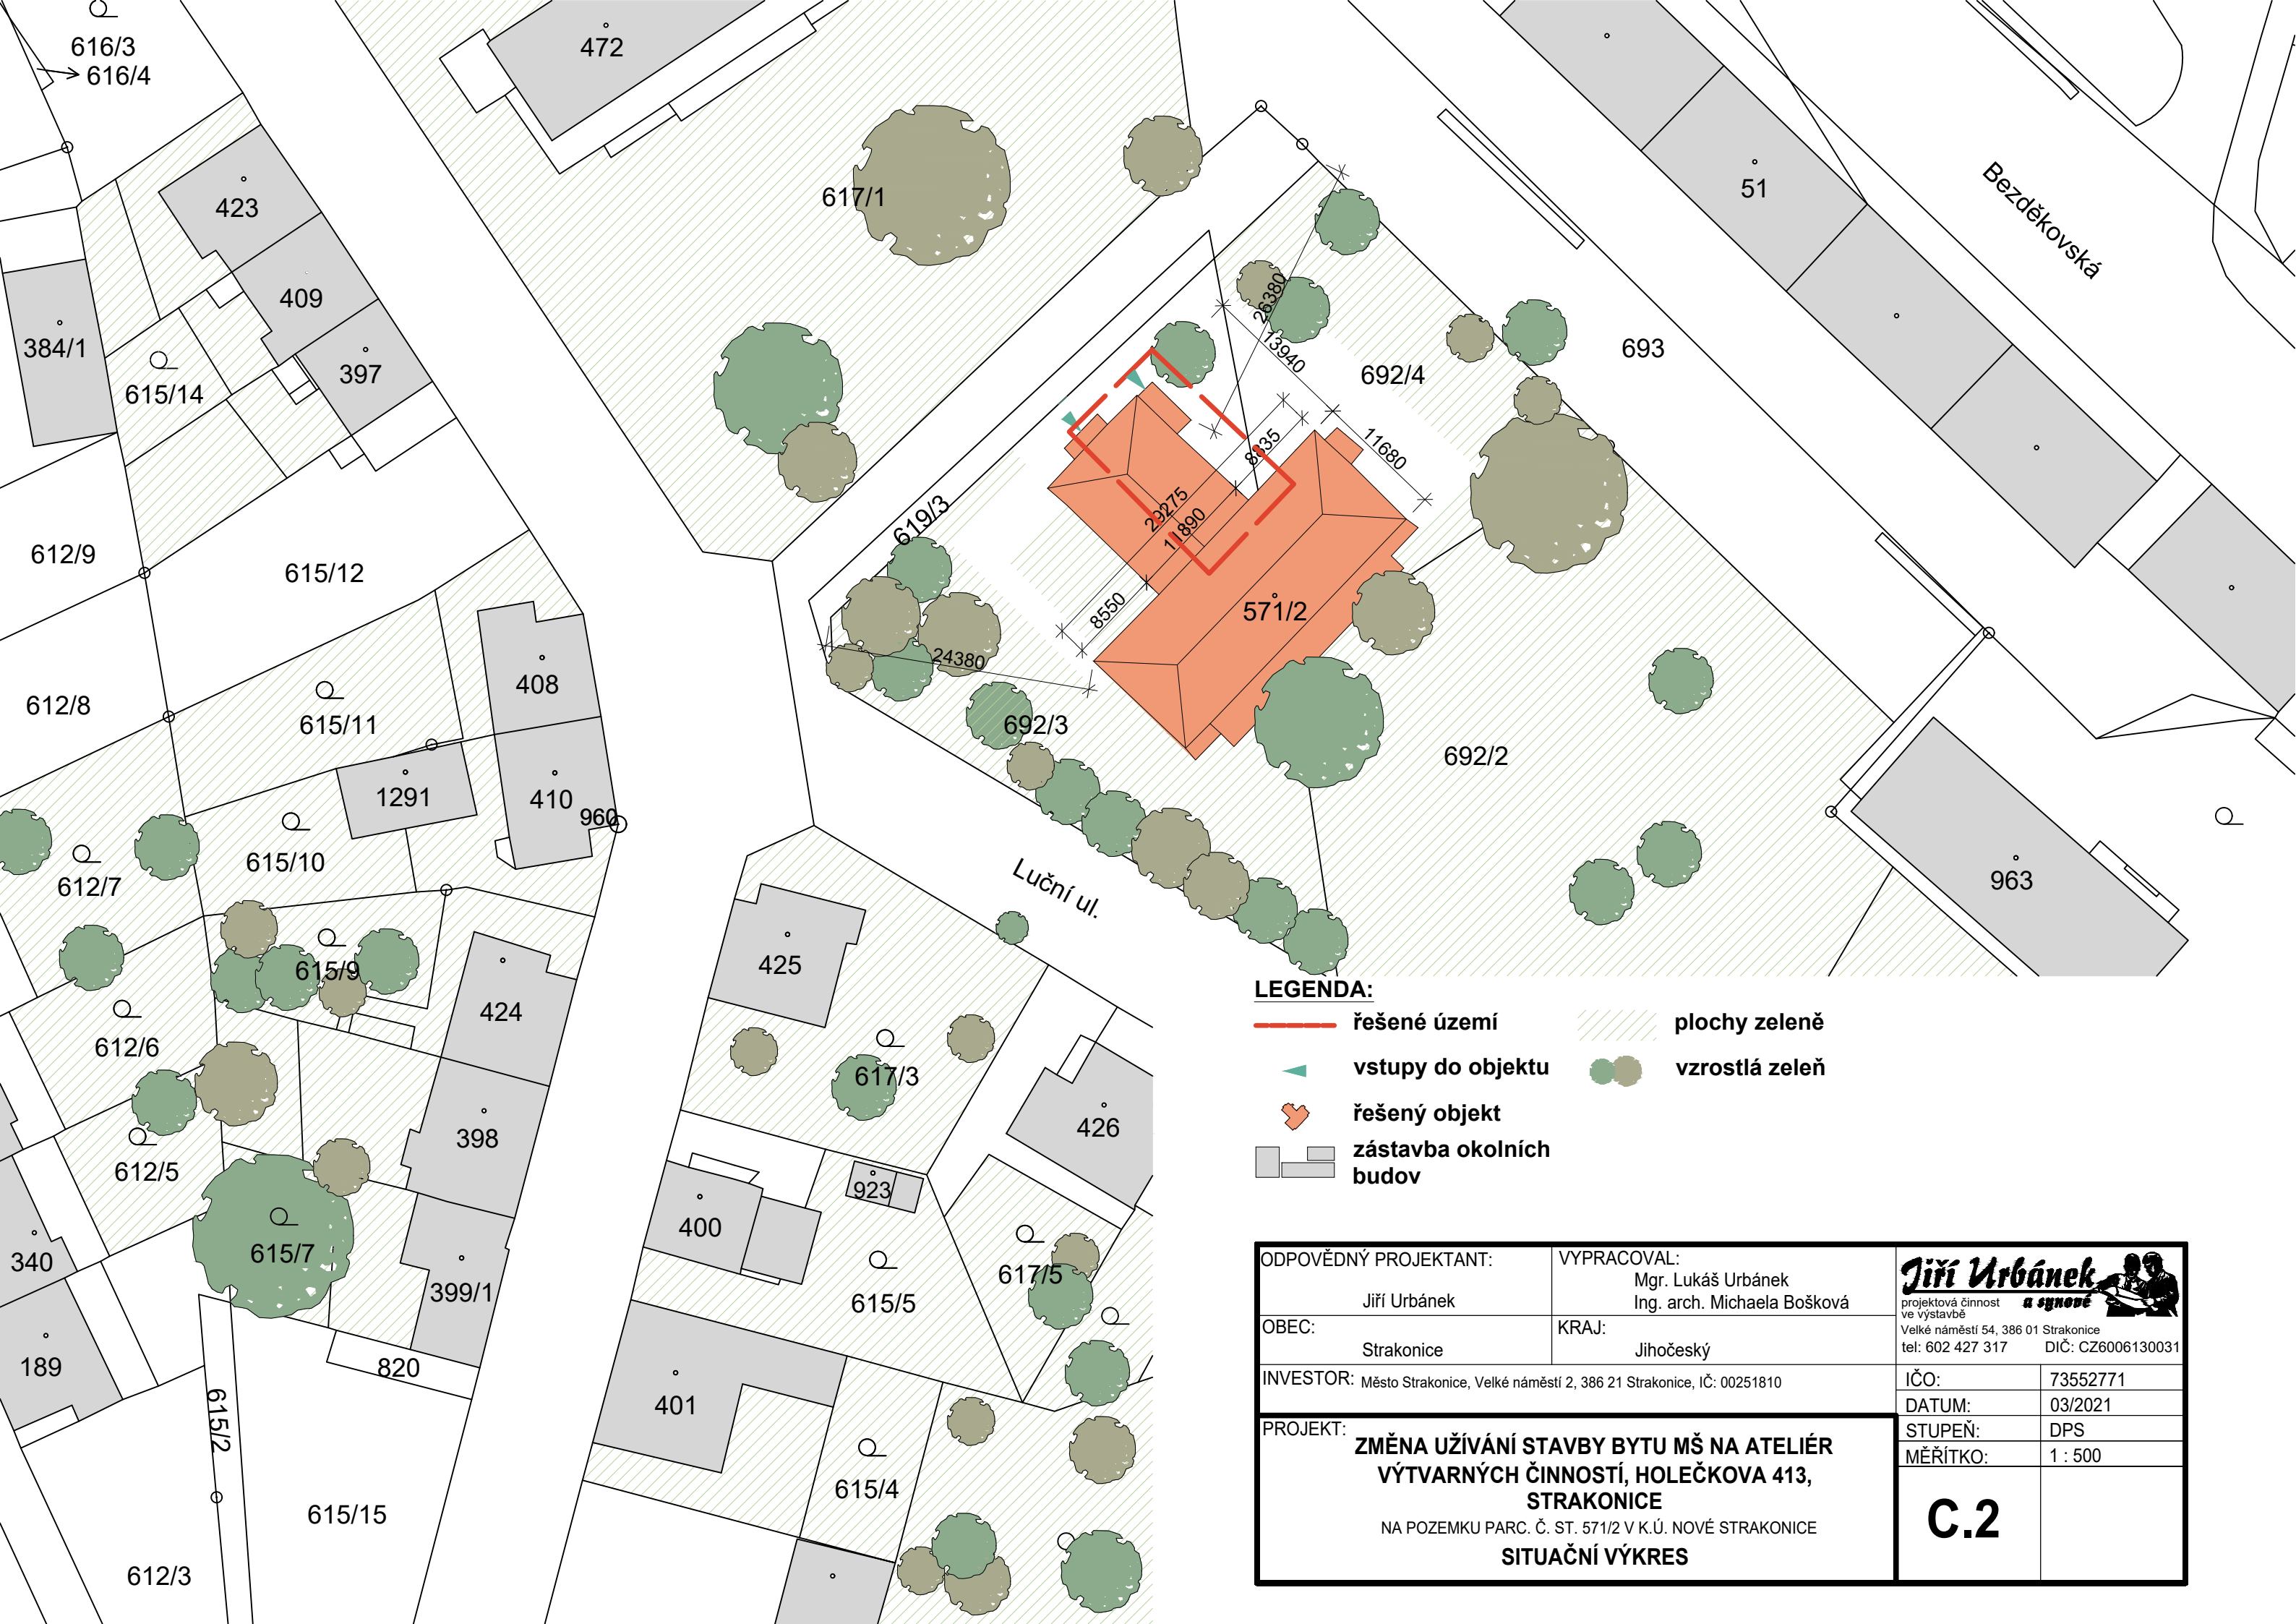 616/3
616/4
472
423
617/1
51
Bezděkovská
409
384/1
397
615/14
26380
13940
693
692/4
8835
11680
619/3
29275
11890
612/9
615/12
571/2
8550
24380
408
612/8
615/11
692/3
692/2
1291
410
960
615/10
612/7
Luční ul.
963
425
615/9
424
612/6
617/3
398
426
612/5
923
400
615/7
617/5
340
399/1
615/5
189
820
401
615/2
615/4
615/15
612/3
LEGENDA:
řešené území
plochy zeleně
vstupy do objektu
vzrostlá zeleň
řešený objekt
zástavba okolních
budov
ODPOVĚDNÝ PROJEKTANT:
Jiří Urbánek
VYPRACOVAL:
Mgr. Lukáš Urbánek
Ing. arch. Michaela Bošková
OBEC:
Strakonice
KRAJ:
Jihočeský
INVESTOR: Město Strakonice, Velké náměstí 2, 386 21 Strakonice, IČ: 00251810
Jiří Urbánek
a synové
projektová činnost
ve výstavbě
Velké náměstí 54, 386 01 Strakonice
tel: 602 427 317 DIČ: CZ6006130031
IČO: 73552771
DATUM: 03/2021
STUPEŇ: DPS
MĚŘÍTKO: 1 : 500
PROJEKT:
ZMĚNA UŽÍVÁNÍ STAVBY BYTU MŠ NA ATELIÉR
VÝTVARNÝCH ČINNOSTÍ, HOLEČKOVA 413,
STRAKONICE
NA POZEMKU PARC. Č. ST. 571/2 V K.Ú. NOVÉ STRAKONICE
SITUAČNÍ VÝKRES
C.2